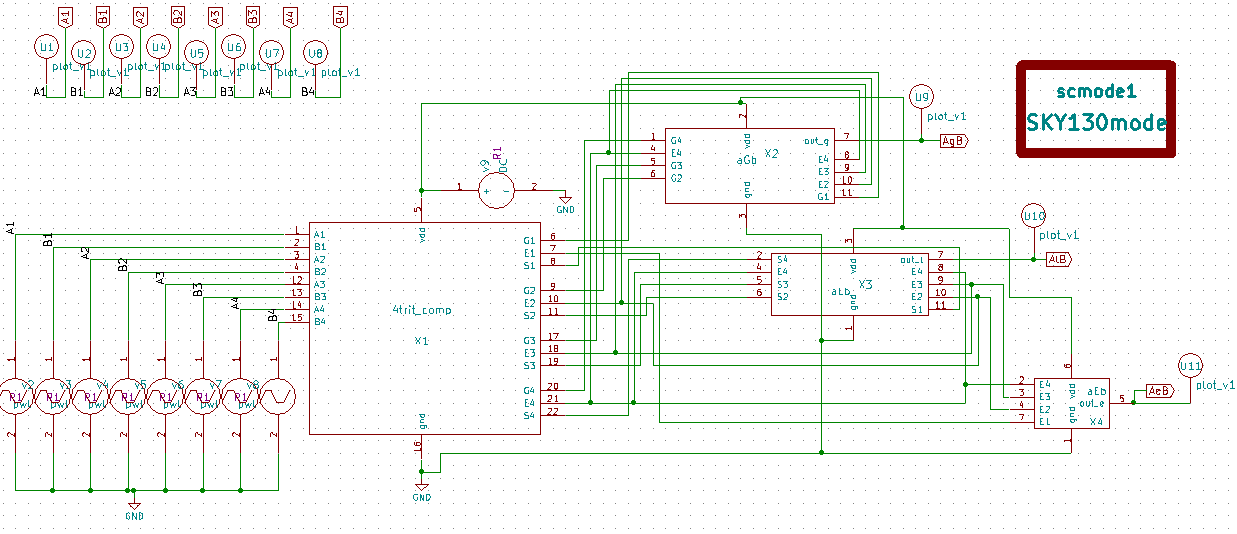 A1 B1 A2 B2 A3 B3 A4 B4
U1 U2 U3 U4 U5 U6 U7 U8
plot_v1 plot_v1 plot_v1 plot_v1 plot_v1 plot_v1 plot_v1 plot_v1
A1 B1 A2 B2 A3 B3 A4 B4
scmode1
SKY130mode
U9
plot_v1
AgB
X2
aGb
vdd
gnd
2
3
1 G4
4 E4
5 G3
6 G2
out_g 7
E4 8
E3 9
E2 10
G1 11
v9
R1
DC
1 + - 2
GND
U10
plot_v1
AlB
X3
aLb
vdd
gnd
3
1
2 S4
4 E4
5 S3
6 S2
out_l 7
E4 8
E3 9
E2 10
S1 11
4trit_comp
X1
5
vdd
gnd
16
GND
1 A1
2 B1
3 A2
4 B2
12 A3
13 B3
14 A4
15 B4
G1 6
E1 7
S1 8
G2 9
E2 10
S2 11
G3 17
E3 18
S3 19
G4 20
E4 21
S4 22
A1
B1
A2
B2
A3
B3
A4
B4
1 1 1 1 1 1 1 1
v2 v3 v4 v5 v6 v7 v8
R1 R1 R1 R1 R1 R1 R1
pwl pwl pwl pwl pwl pwl pwl
2 2 2 2 2 2 2 2
GND
U11
plot_v1
AeB
aEb
out_e 5
X4
6
vdd
gnd
1
2 E4
3 E3
4 E2
7 E1